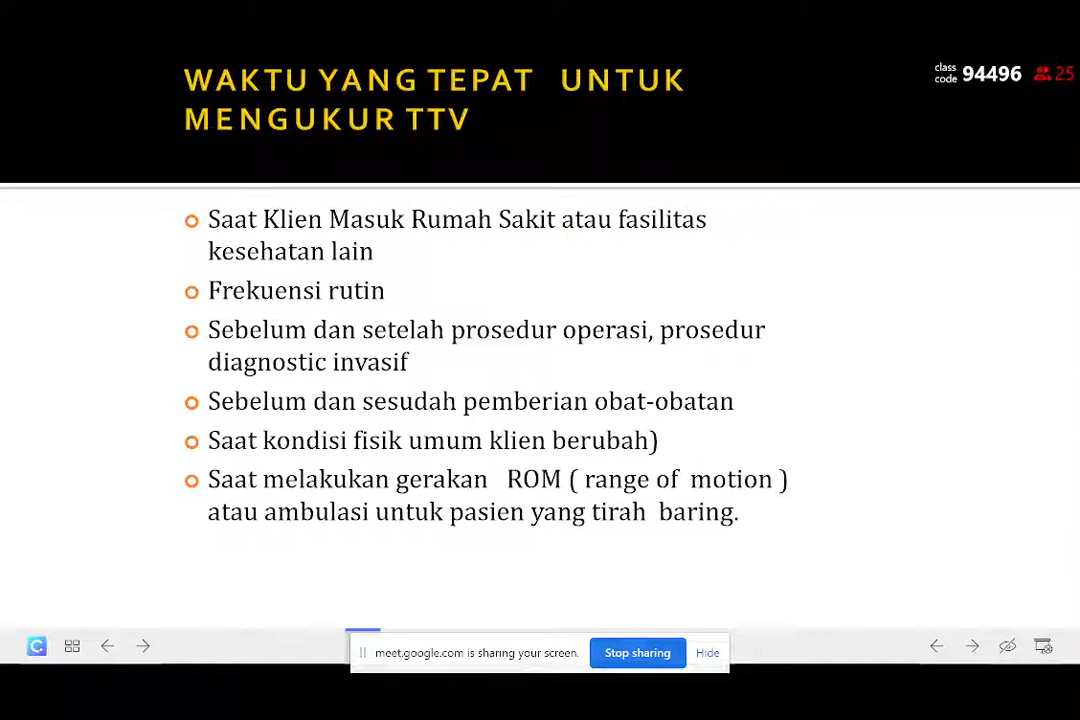 WAKTU YANG TEPAT UNTUK
MENGUKUR TTV
class
code 94496 25
Saat Klien Masuk Rumah Sakit atau fasilitas
kesehatan lain
Frekuensi rutin
Sebelum dan setelah prosedur operasi, prosedur
diagnostic invasif
Sebelum dan sesudah pemberian obat-obatan
Saat kondisi fisik umum klien berubah)
Saat melakukan gerakan ROM ( range of motion )
atau ambulasi untuk pasien yang tirah baring.
meet.google.com is sharing your screen. Stop sharing Hide